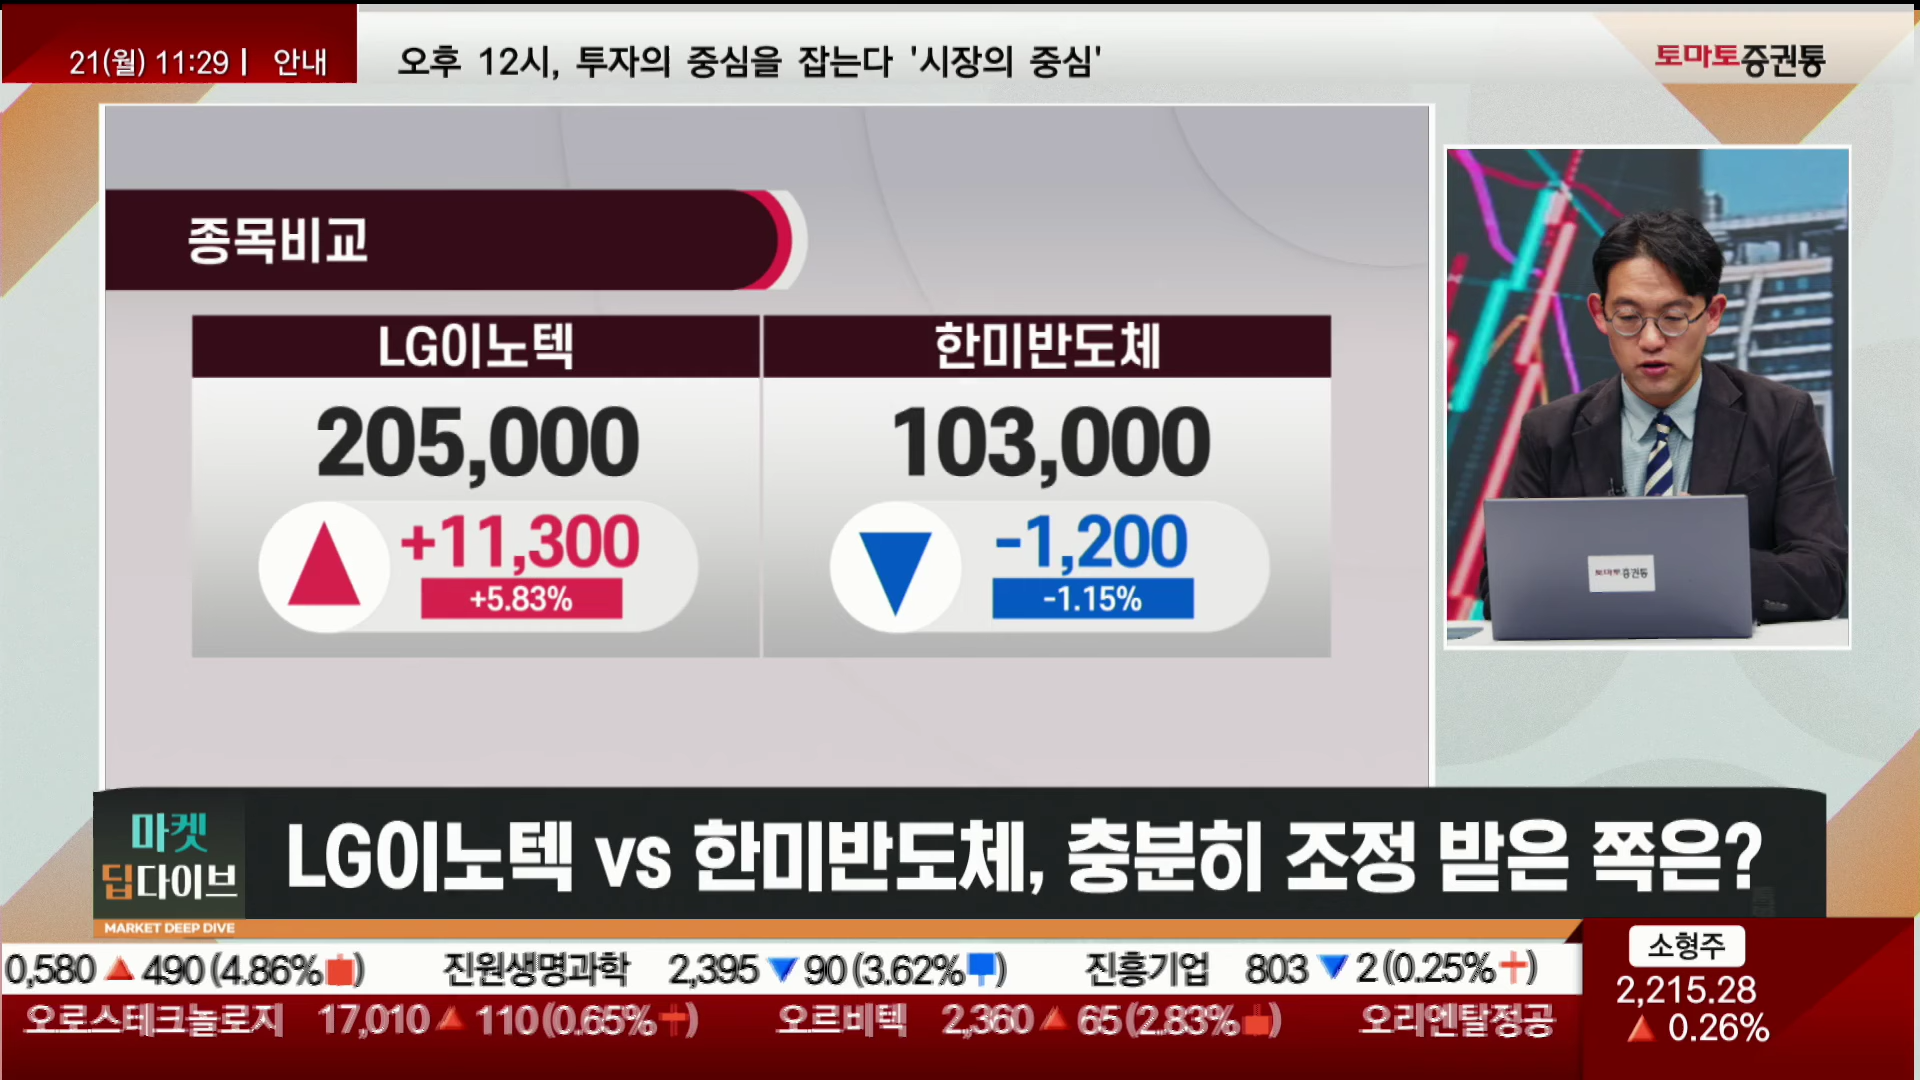 21(월) 11:29 | 안내
오후 12시, 투자의 중심을 잡는다 '시장의 중심'
토마토증권통
종목비교
LG이노텍
한미반도체
205,000
103,000
▲ +11,300
+5.83%
▼ -1,200
-1.15%
토마토증권통
마켓
딥다이브
MARKET DEEP DIVE
LG이노텍 vs 한미반도체, 충분히 조정 받은 쪽은?
0,580 ▲ 490 (4.86%) 진원생명과학 2,395 ▼ 90 (3.62%) 진흥기업 803 ▼ 2 (0.25%)
오로스테크놀로지 17,010 ▲ 110 (0.65%) 오르비텍 2,360 ▲ 65 (2.83%) 오리엔탈정공
소형주
2,215.28
▲ 0.26%